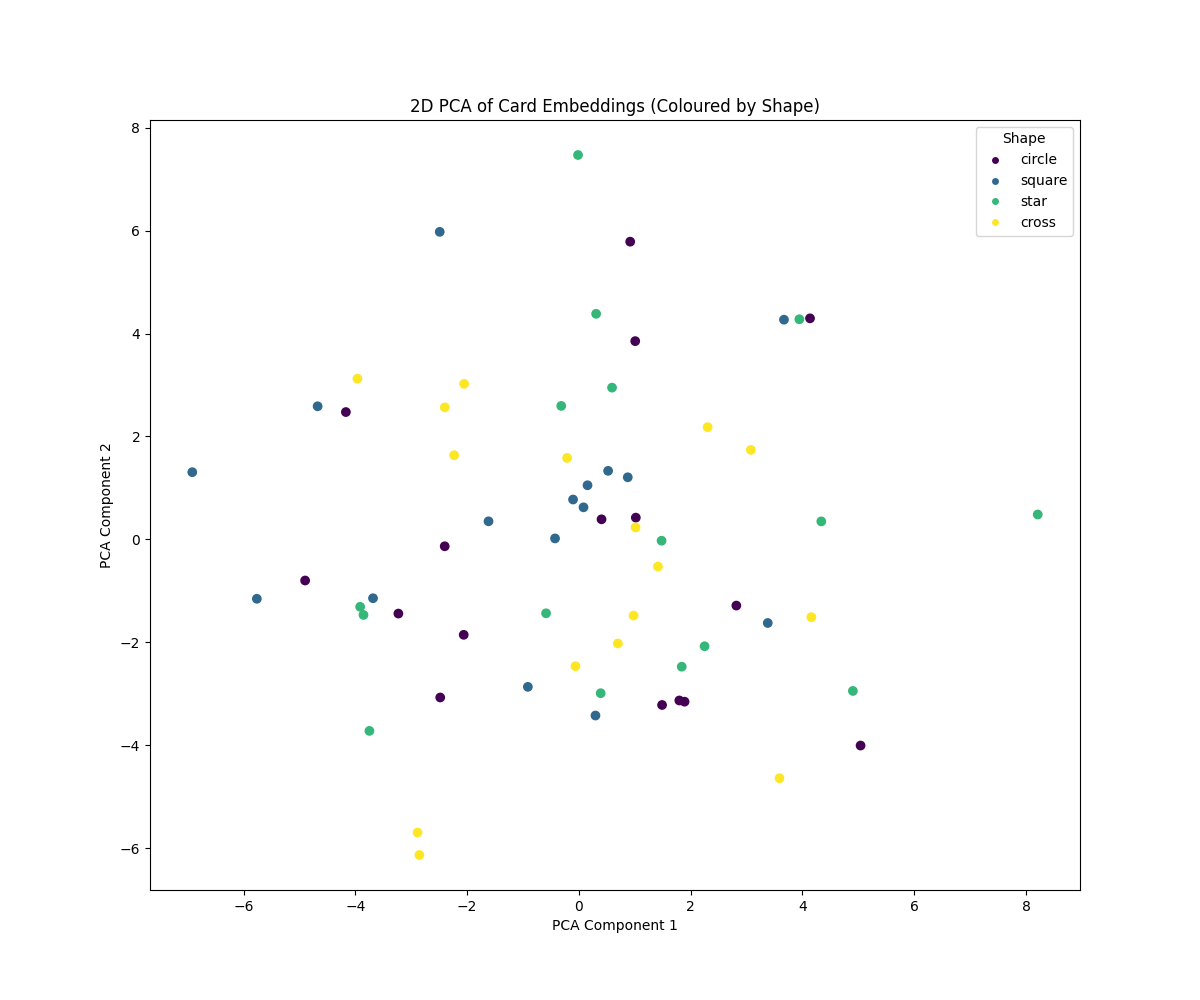 2D PCA of Card Embeddings (Coloured by Shape)
8
6
4
2
0
−2
−4
−6
PCA Component 2
Shape
circle
square
star
cross
−6 −4 −2 0 2 4 6 8
PCA Component 1